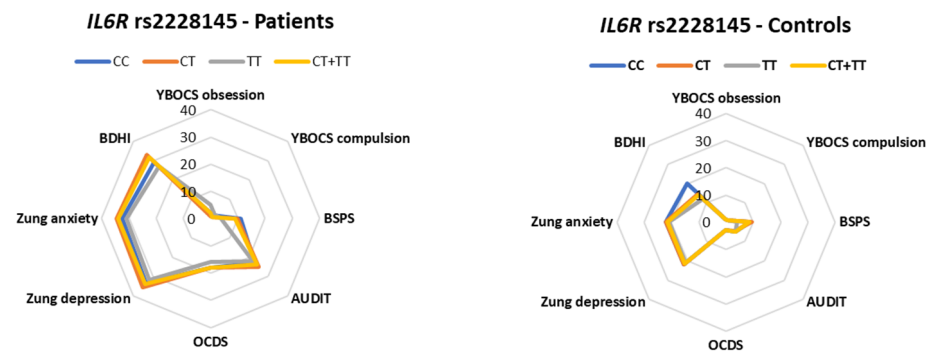 IL6R rs2228145 - Patients
CC CT TT CT+TT
YBOCS obsession
40
30
20
10
0
YBOCS compulsion
BSPS
AUDIT
OCDS
Zung depression
Zung anxiety
BDHI
IL6R rs2228145 - Controls
CC CT TT CT+TT
YBOCS obsession
40
30
20
10
0
YBOCS compulsion
BSPS
AUDIT
OCDS
Zung depression
Zung anxiety
BDHI